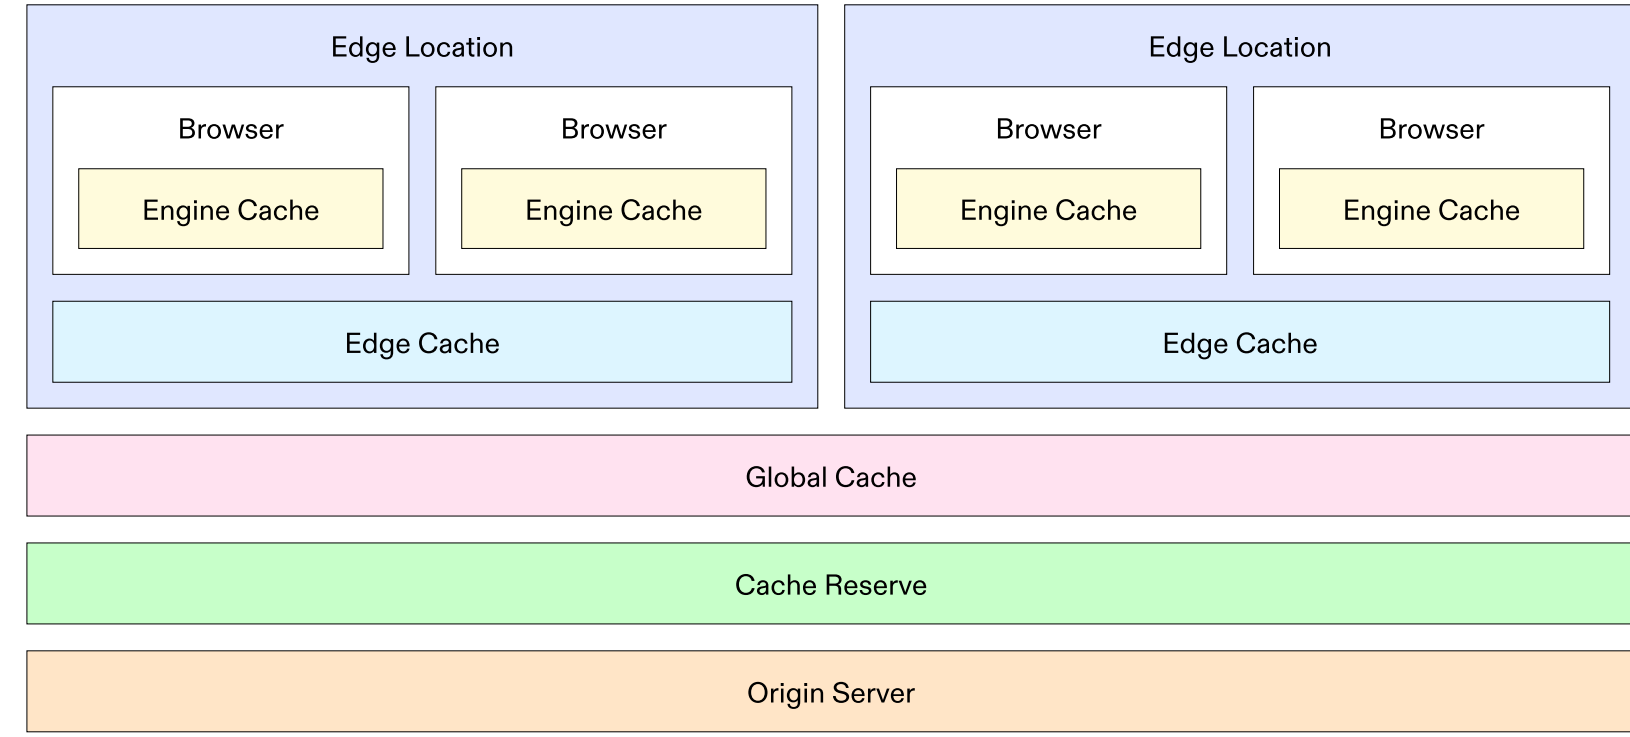 Edge Location
Edge Location
Browser
Browser
Browser
Browser
Engine Cache
Engine Cache
Engine Cache
Engine Cache
Edge Cache
Edge Cache
Global Cache
Cache Reserve
Origin Server